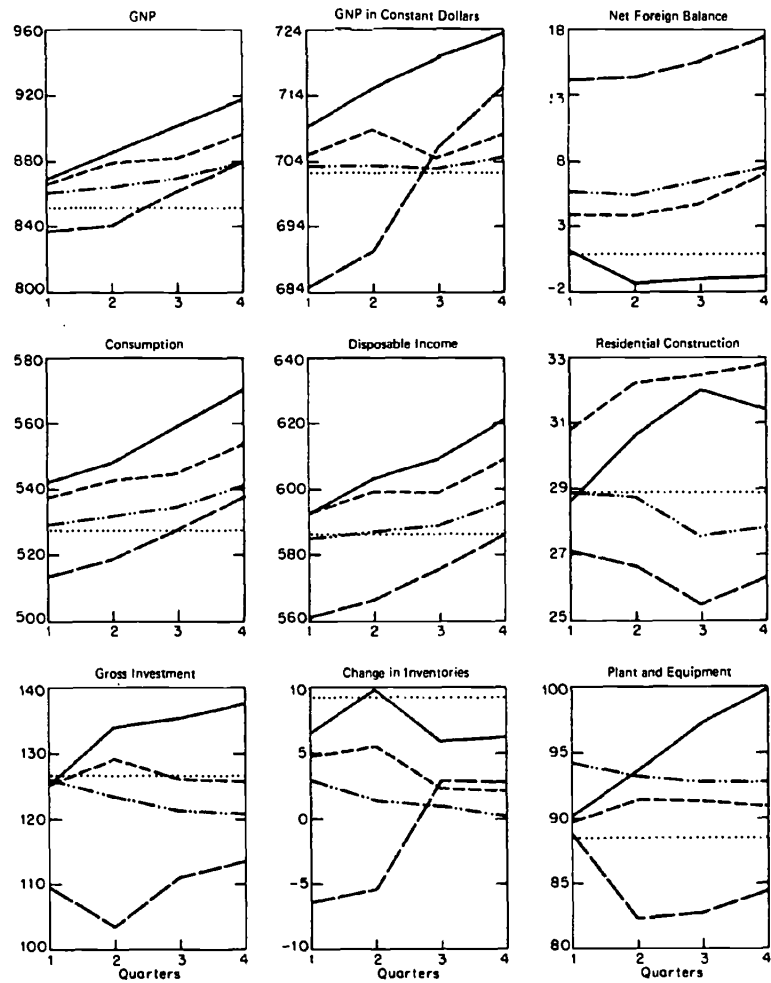 GNP
960
920
880
840
800
1 2 3 4
GNP in Constant Dollars
724
714
704
694
684
1 2 3 4
Net Foreign Balance
18
13
8
3
-2
1 2 3 4
Consumption
580
560
540
520
500
1 2 3 4
Disposable Income
640
620
600
580
560
1 2 3 4
Residential Construction
33
31
29
27
25
1 2 3 4
Gross Investment
140
130
120
110
100
1 2 3 4
Quarters
Change in Inventories
10
5
0
-5
-10
1 2 3 4
Quarters
Plant and Equipment
100
95
90
85
80
1 2 3 4
Quarters